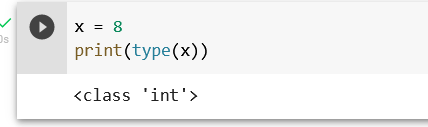 x = 8
print(type(x))
<class 'int'>